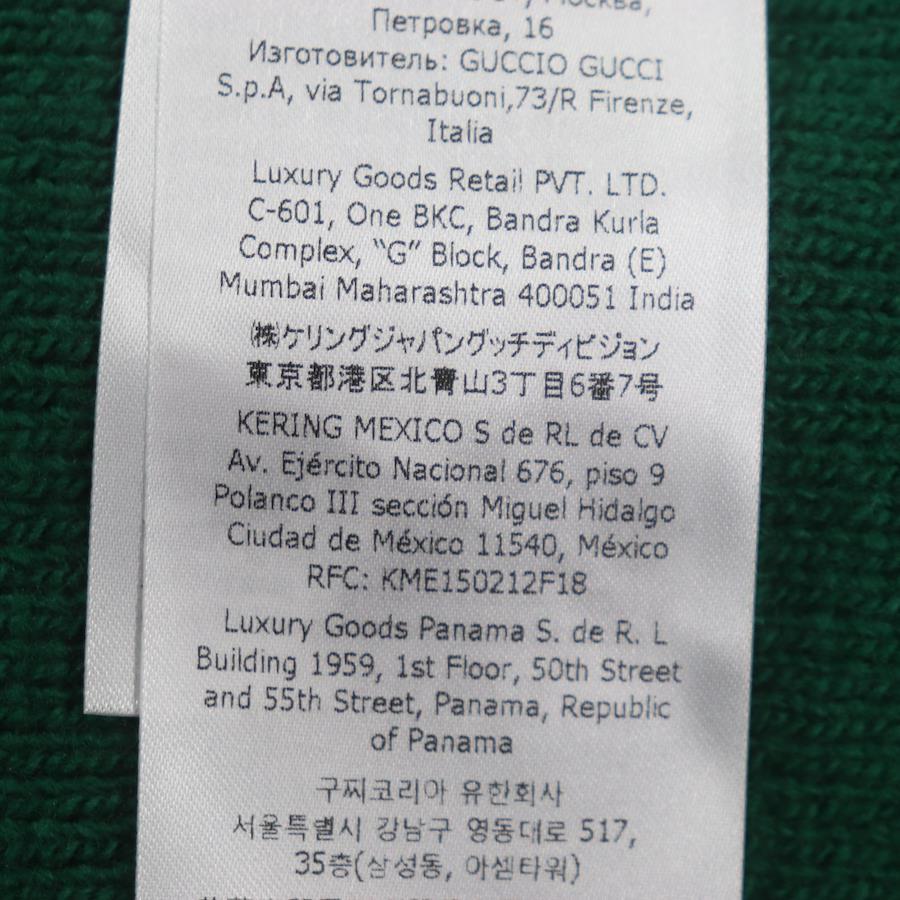 Москва,
Петровка, 16
Изготовитель: GUCCIO GUCCI
S.p.A, via Tornabuoni,73/R Firenze,
Italia
Luxury Goods Retail PVT. LTD.
C-601, One BKC, Bandra Kurla
Complex, “G” Block, Bandra (E)
Mumbai Maharashtra 400051 India
㈱ケリングジャパングッチディビジョン
東京都港区北青山3丁目6番7号
KERING MEXICO S de RL de CV
Av. Ejército Nacional 676, piso 9
Polanco III sección Miguel Hidalgo
Ciudad de México 11540, México
RFC: KME150212F18
Luxury Goods Panama S. de R. L
Building 1959, 1st Floor, 50th Street
and 55th Street, Panama, Republic
of Panama
구찌코리아 유한회사
서울특별시 강남구 영동대로 517,
35층(삼성동, 아셈타워)